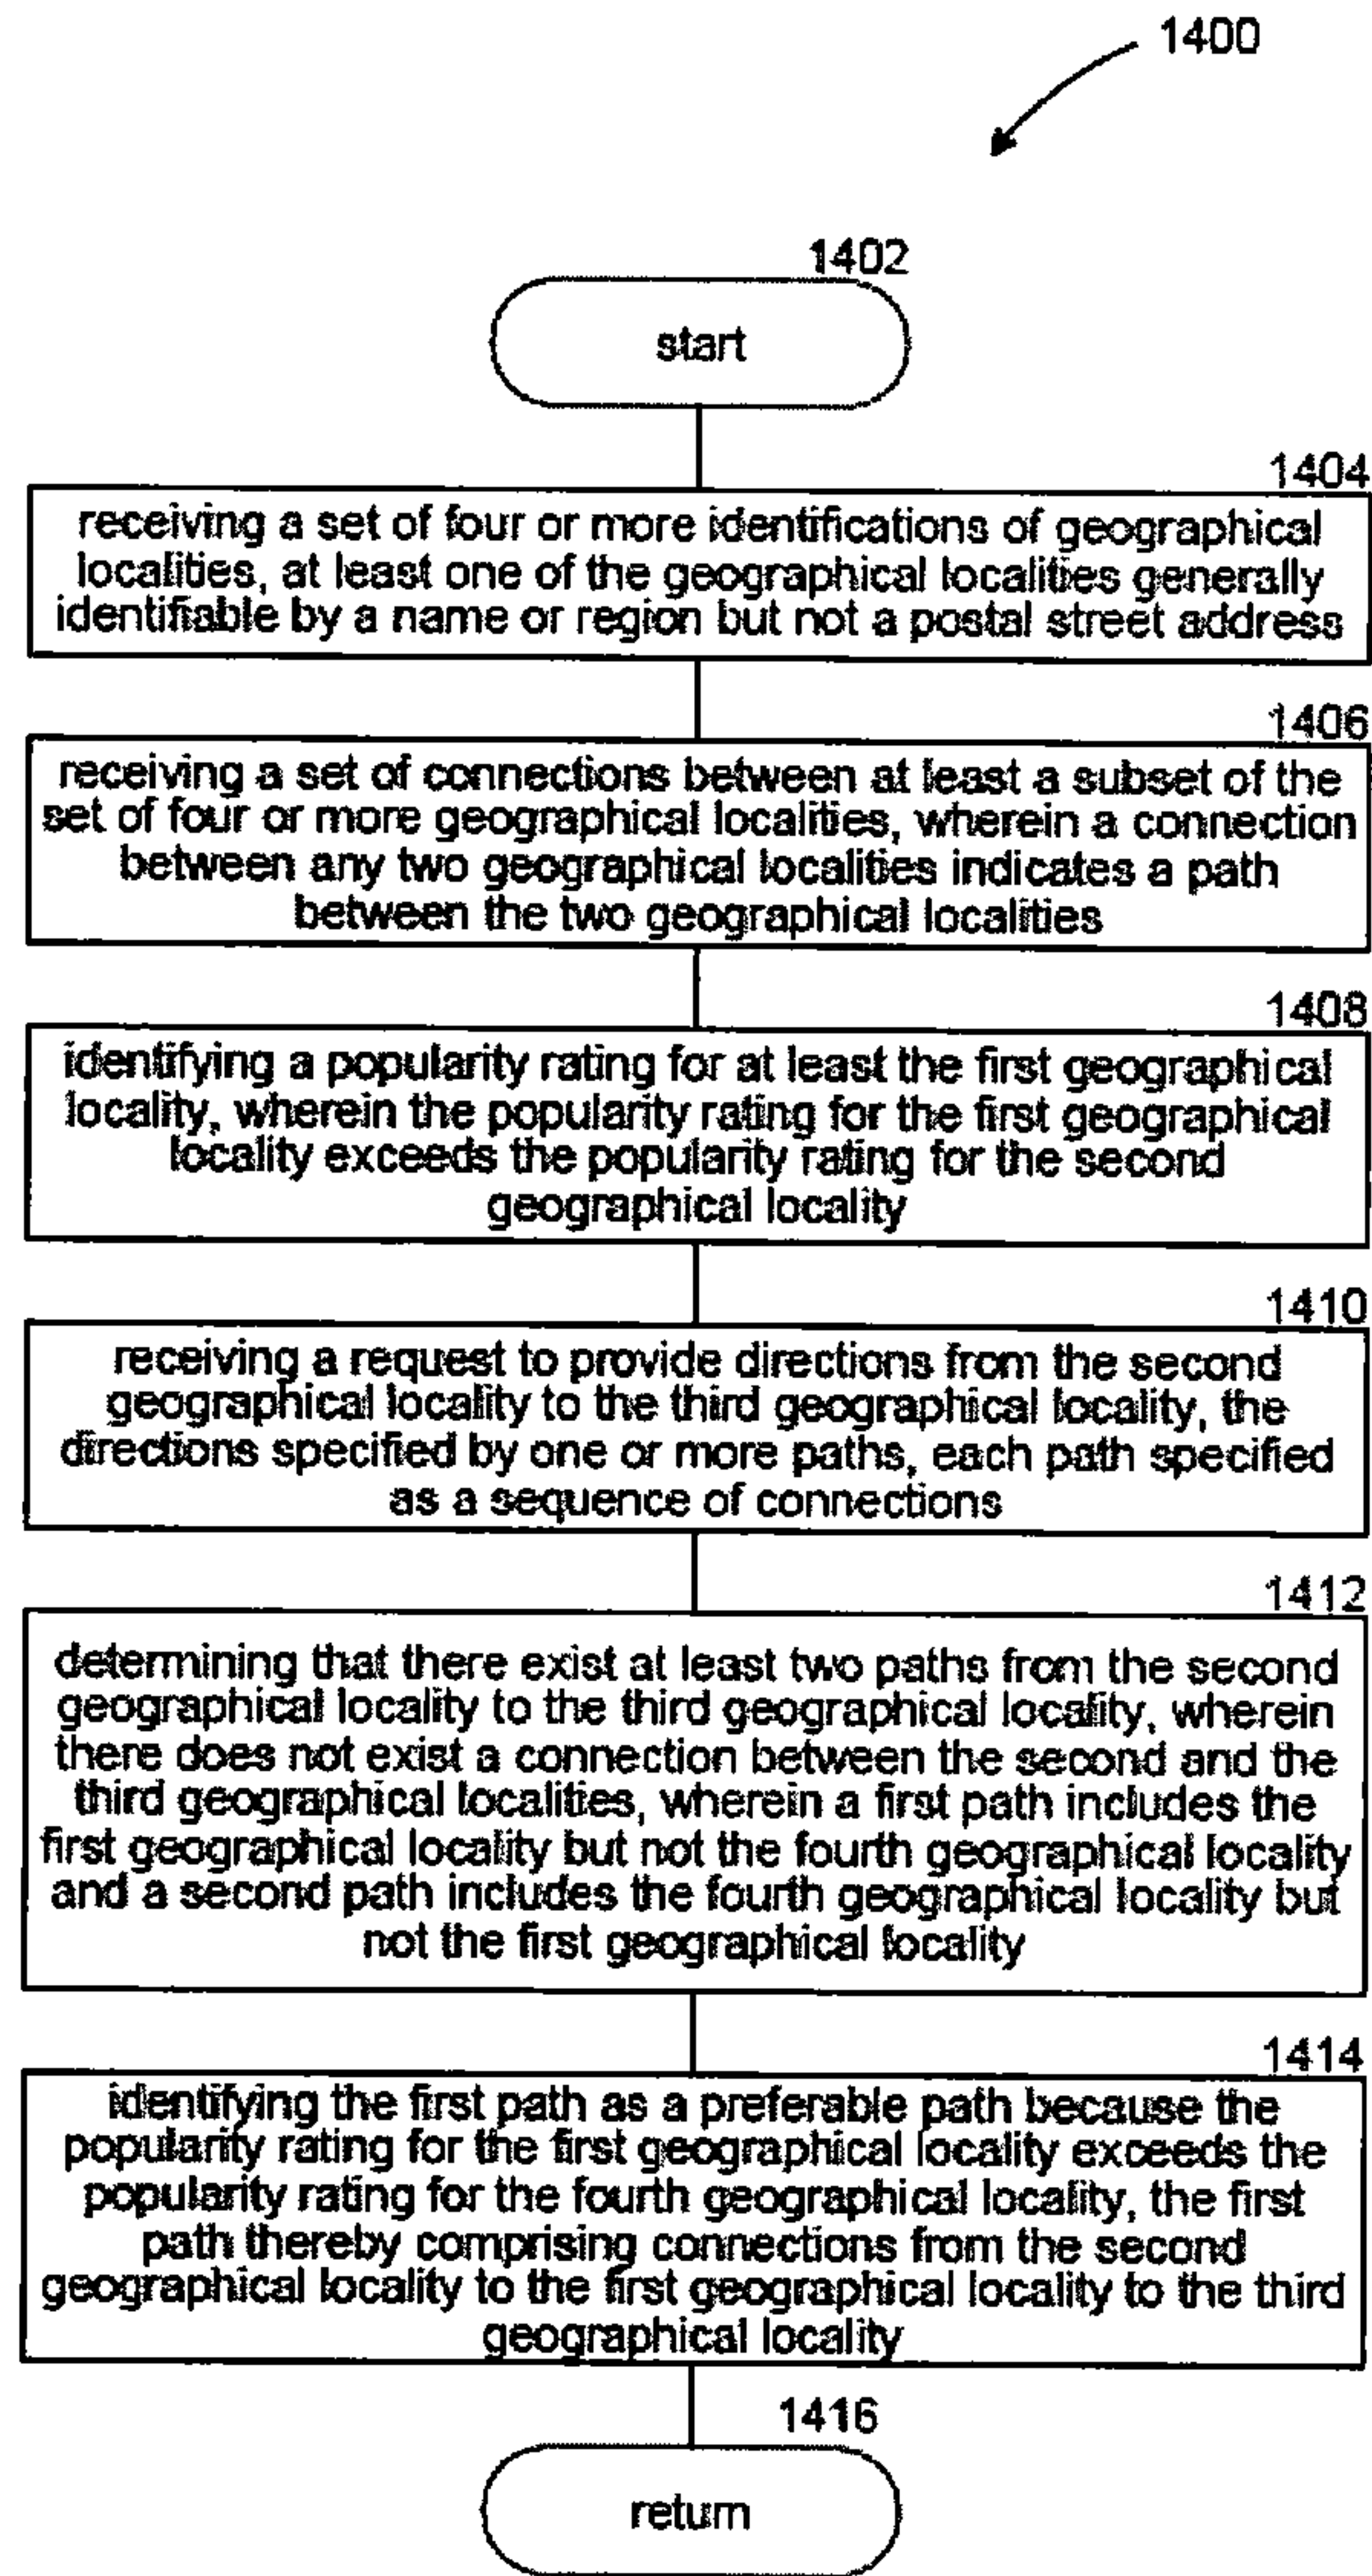 1400
1402
start
1404
receiving a set of four or more identifications of geographical
localities, at least one of the geographical localities generally
identifiable by a name or region but not a postal street address
1406
receiving a set of connections between at least a subset of the
set of four or more geographical localities, wherein a connection
between any two geographical localities indicates a path
between the two geographical localities
1408
identifying a popularity rating for at least the first geographical
locality, wherein the popularity rating for the first geographical
locality exceeds the popularity rating for the second
geographical locality
1410
receiving a request to provide directions from the second
geographical locality to the third geographical locality, the
directions specified by one or more paths, each path specified
as a sequence of connections
1412
determining that there exist at least two paths from the second
geographical locality to the third geographical locality, wherein
there does not exist a connection between the second and the
third geographical localities, wherein a first path includes the
first geographical locality but not the fourth geographical locality
and a second path includes the fourth geographical locality but
not the first geographical locality
1414
identifying the first path as a preferable path because the
popularity rating for the first geographical locality exceeds the
popularity rating for the fourth geographical locality, the first
path thereby comprising connections from the second
geographical locality to the first geographical locality to the third
geographical locality
1416
return